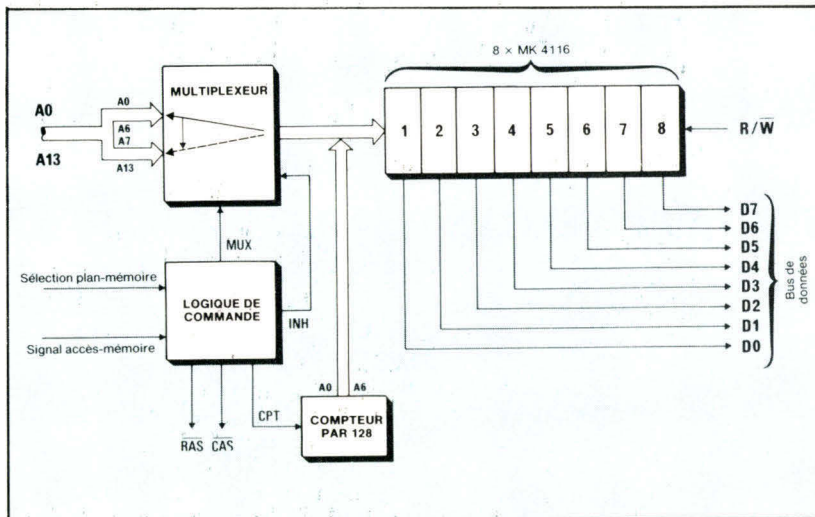 8 × MK 4116
MULTIPLEXEUR
A0
A0
A6
A7
A13
A13
1 2 3 4 5 6 7 8
R/W̅
MUX
D7
D6
D5
D4
D3
D2
D1
D0
Bus de
données
Sélection plan-mémoire
LOGIQUE DE
COMMANDE
INH
Signal accès-mémoire
A0 A6
CPT
COMPTEUR
PAR 128
R̅A̅S̅ C̅A̅S̅